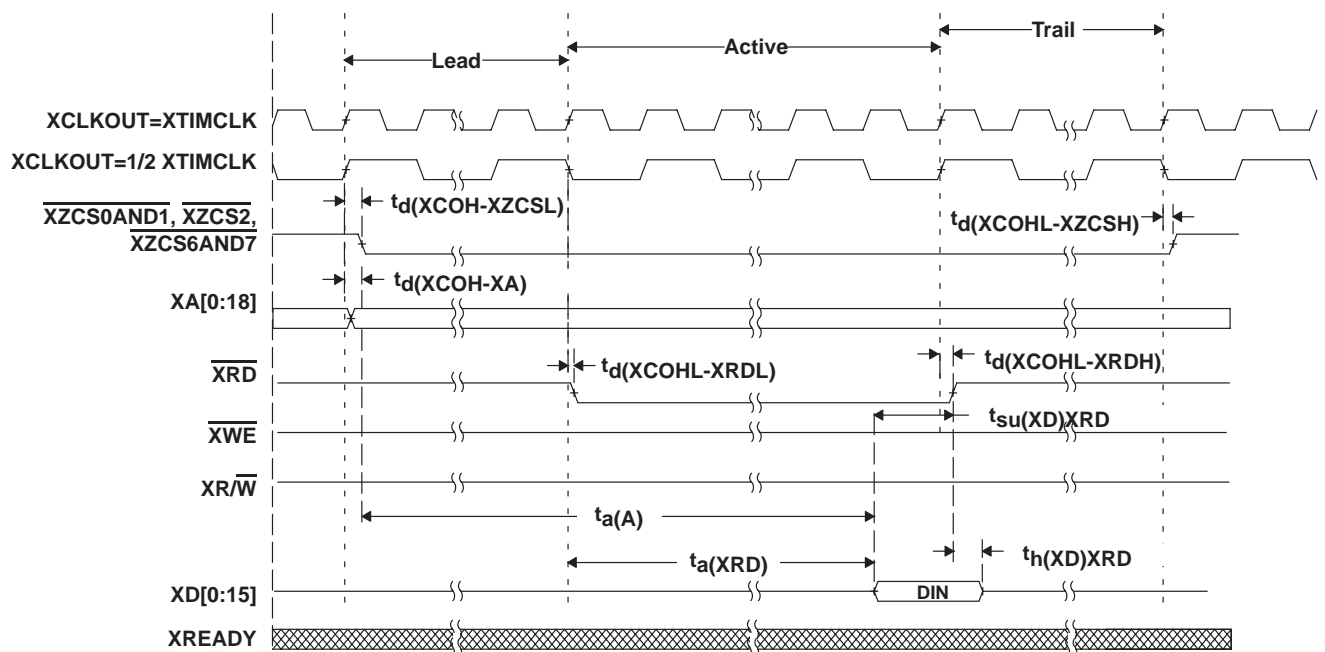 Trail
Active
Lead
XCLKOUT=XTIMCLK
XCLKOUT=1/2 XTIMCLK
td(XCOH-XZCSL)
XZCS0AND1, XZCS2,
XZCS6AND7
td(XCOHL-XZCSH)
td(XCOH-XA)
XA[0:18]
XRD
td(XCOHL-XRDL)
td(XCOHL-XRDH)
tsu(XD)XRD
XWE
XR/W
ta(A)
ta(XRD)
th(XD)XRD
XD[0:15]
DIN
XREADY